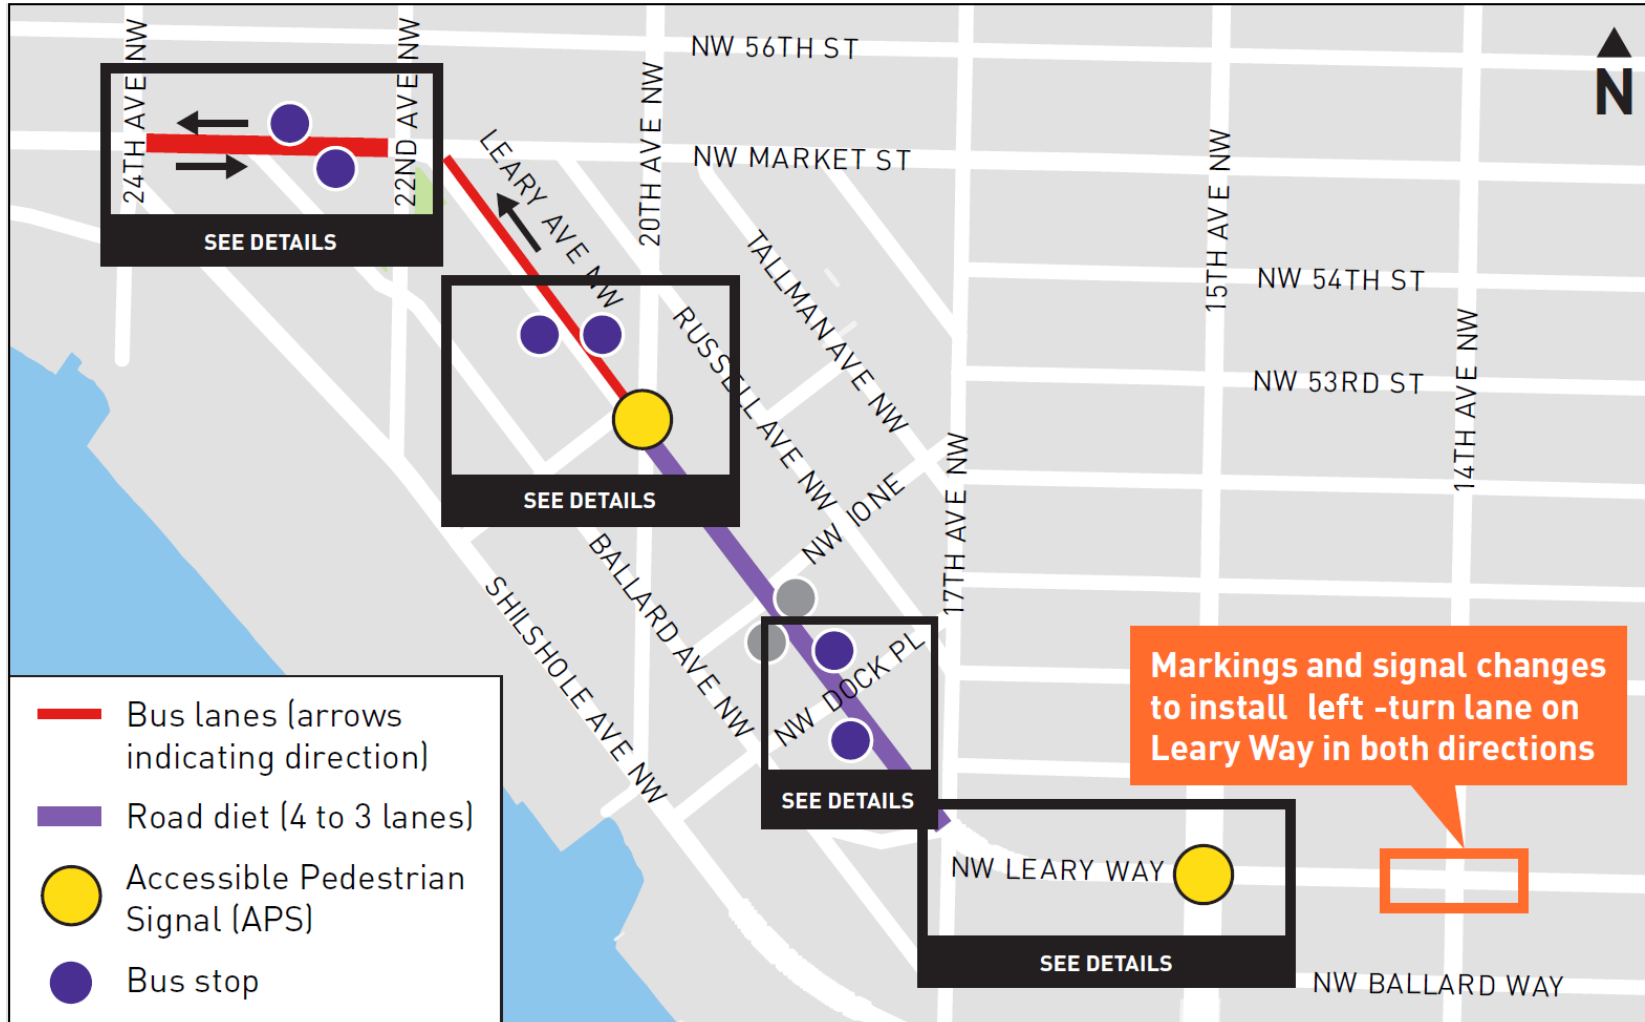 24TH AVE NW
22ND AVE NW
NW 56TH ST
N
20TH AVE NW
LEARY AVE NW
NW MARKET ST
15TH AVE NW
SEE DETAILS
TALLMAN AVE NW
NW 54TH ST
RUSSELL AVE NW
14TH AVE NW
NW 53RD ST
SEE DETAILS
17TH AVE NW
NW IONE
BALLARD AVE NW
SHILSHOLE AVE NW
NW DOCK PL
Markings and signal changes
to install left -turn lane on
Leary Way in both directions
SEE DETAILS
NW LEARY WAY
SEE DETAILS
NW BALLARD WAY
Bus lanes (arrows
indicating direction)
Road diet (4 to 3 lanes)
Accessible Pedestrian
Signal (APS)
Bus stop